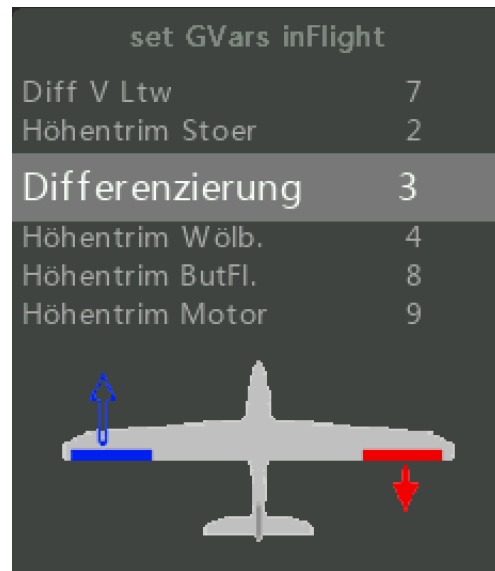 set GVars inFlight
Diff V Ltw 7
Höhentrim Stoer 2
Differenzierung 3
Höhentrim Wölb. 4
Höhentrim ButFl. 8
Höhentrim Motor 9